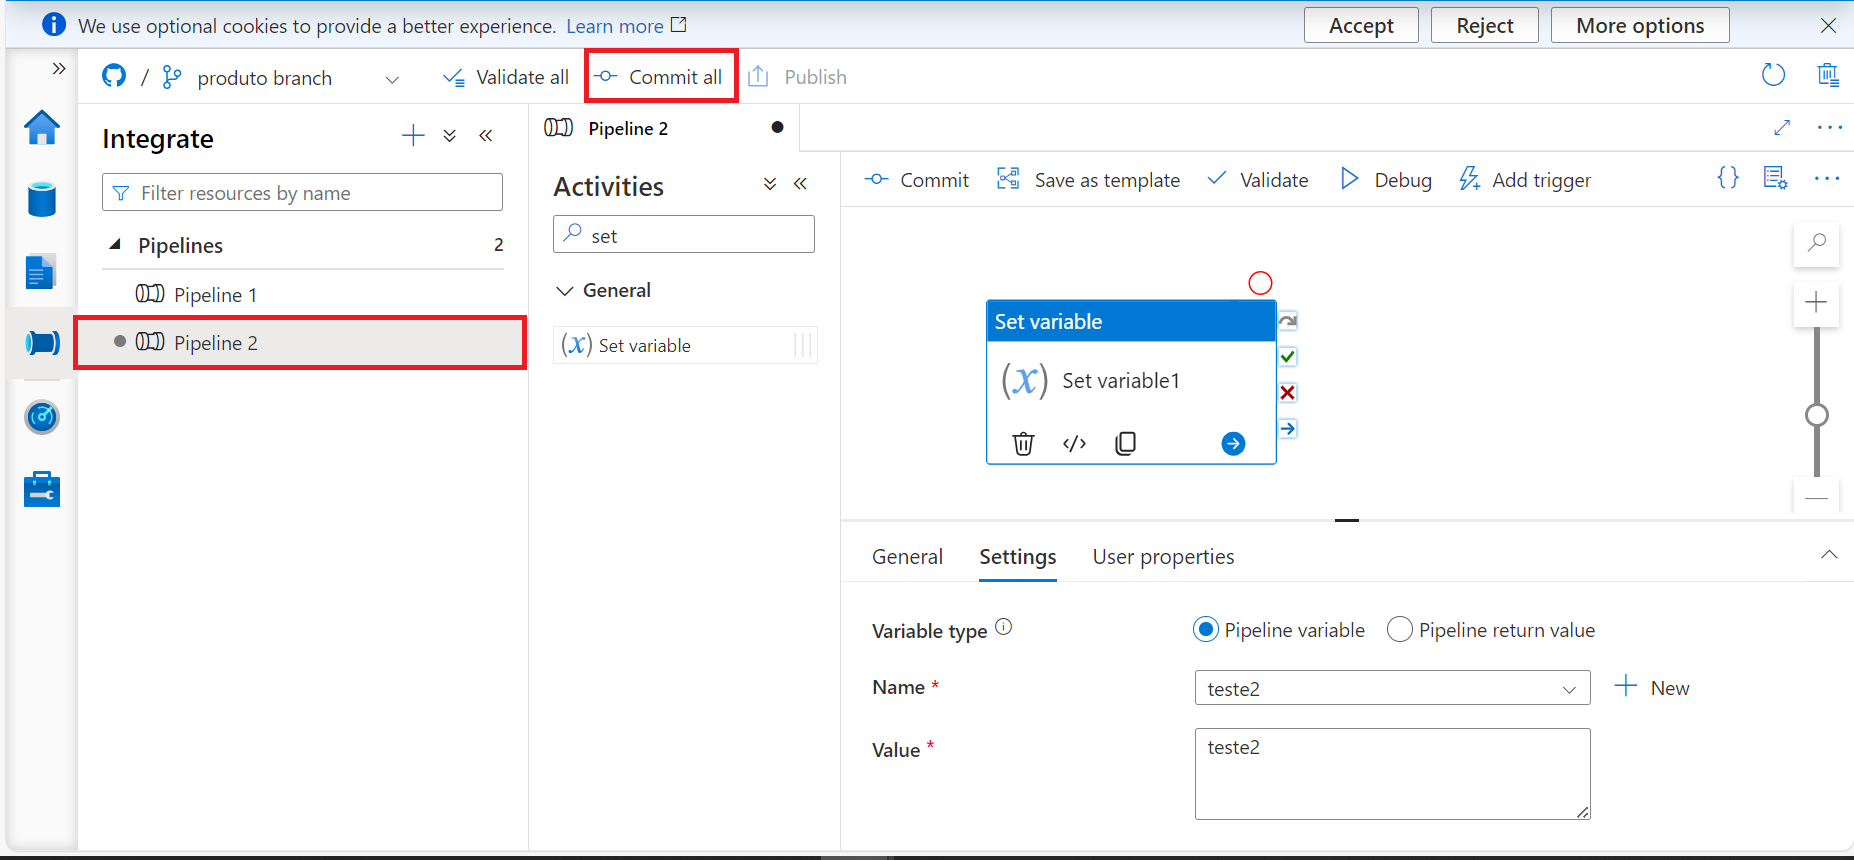 We use optional cookies to provide a better experience. Learn more
Accept
Reject
More options
/ produto branch
Validate all
Commit all
Publish
Integrate
Filter resources by name
Pipelines 2
Pipeline 1
Pipeline 2
Pipeline 2
Activities
set
General
(x) Set variable
Commit
Save as template
Validate
Debug
Add trigger
{}
Set variable
(x) Set variable1
General
Settings
User properties
Variable type
Pipeline variable
Pipeline return value
Name *
teste2
New
Value *
teste2